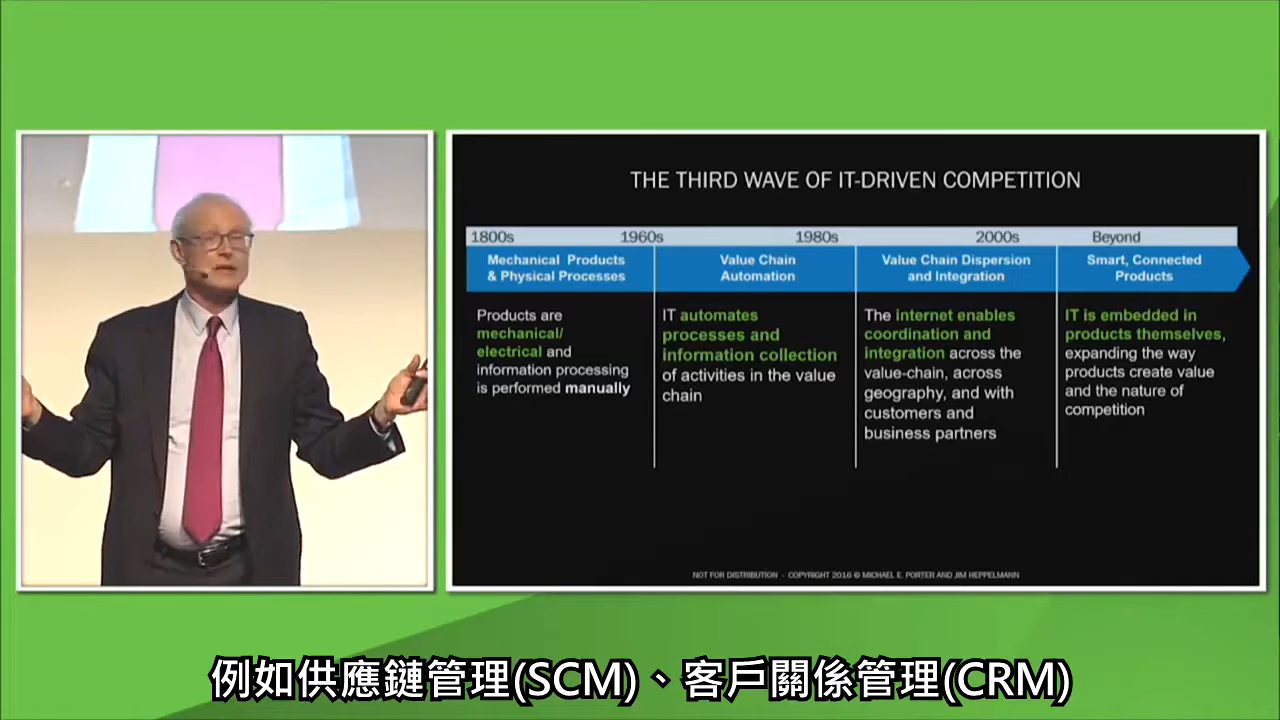 THE THIRD WAVE OF IT-DRIVEN COMPETITION
1800s
1960s
1980s
2000s
Beyond
Mechanical Products
& Physical Processes
Value Chain
Automation
Value Chain Dispersion
and Integration
Smart, Connected
Products
Products are
mechanical/
electrical and
information processing
is performed manually
IT automates
processes and
information collection
of activities in the value
chain
The internet enables
coordination and
integration across the
value-chain, across
geography, and with
customers and
business partners
IT is embedded in
products themselves,
expanding the way
products create value
and the nature of
competition
NOT FOR DISTRIBUTION - COPYRIGHT 2016 © MICHAEL E. PORTER AND JIM HEPPELMANN
例如供應鏈管理(SCM)、客戶關係管理(CRM)